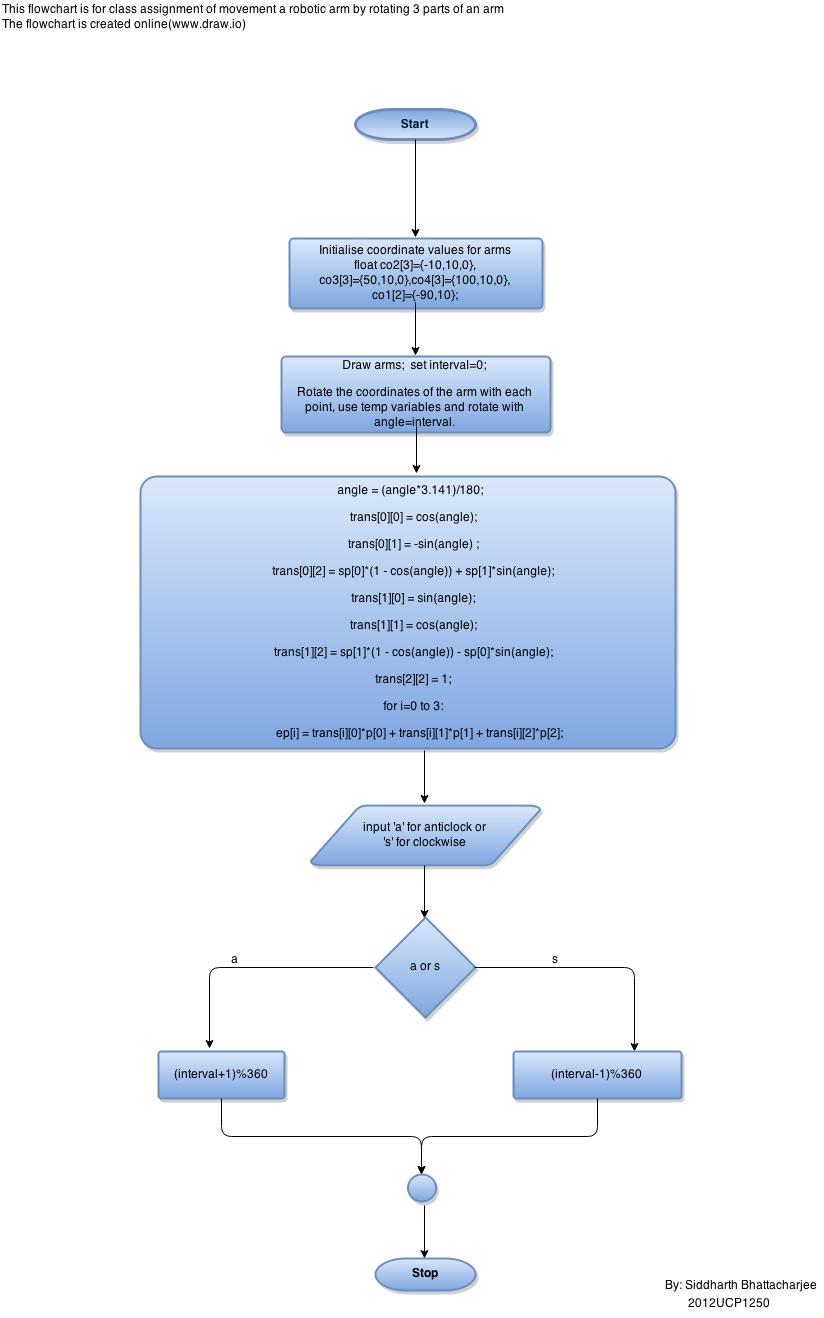 This flowchart is for class assignment of movement a robotic arm by rotating 3 parts of an arm
The flowchart is created online(www.draw.io)
Start
Initialise coordinate values for arms
float co2[3]={-10,10,0},
co3[3]={50,10,0},co4[3]={100,10,0},
co1[2]={-90,10};
Draw arms;  set interval=0;
Rotate the coordinates of the arm with each
point, use temp variables and rotate with
angle=interval.
angle = (angle*3.141)/180;
trans[0][0] = cos(angle);
trans[0][1] = -sin(angle) ;
trans[0][2] = sp[0]*(1 - cos(angle)) + sp[1]*sin(angle);
trans[1][0] = sin(angle);
trans[1][1] = cos(angle);
trans[1][2] = sp[1]*(1 - cos(angle)) - sp[0]*sin(angle);
trans[2][2] = 1;
for i=0 to 3:
ep[i] = trans[i][0]*p[0] + trans[i][1]*p[1] + trans[i][2]*p[2];
input 'a' for anticlock or
's' for clockwise
a or s
a
s
(interval+1)%360
(interval-1)%360
Stop
By: Siddharth Bhattacharjee
2012UCP1250